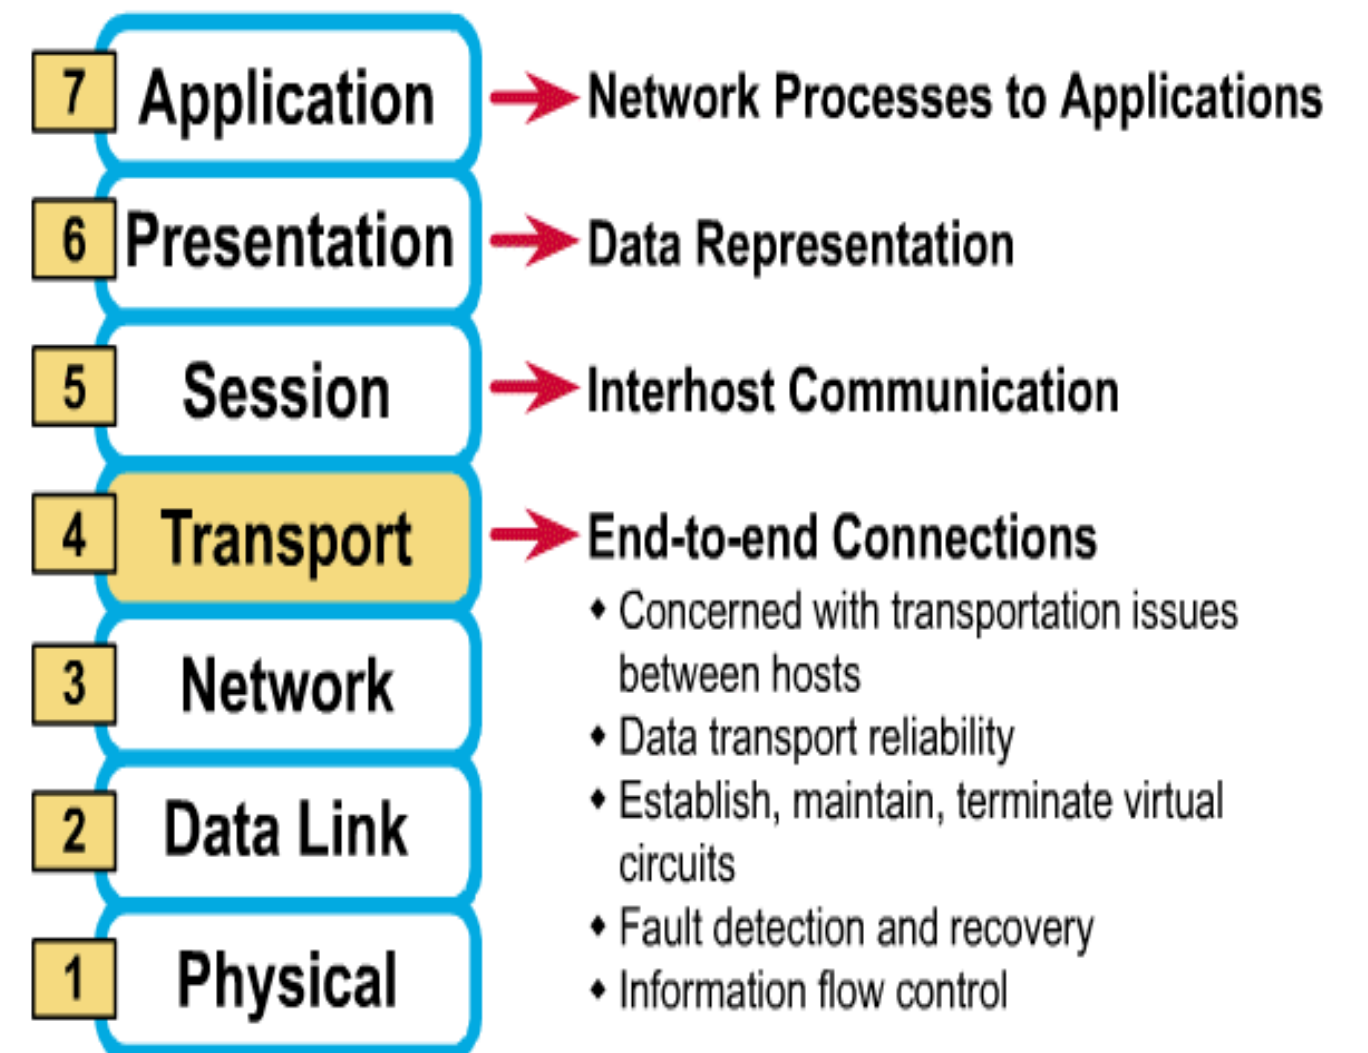 7 Application Network Processes to Applications
6 Presentation Data Representation
5 Session Interhost Communication
4 Transport End-to-end Connections
Concerned with transportation issues
between hosts
3 Network
Data transport reliability
Establish, maintain, terminate virtual
circuits
2 Data Link
Fault detection and recovery
Information flow control
1 Physical